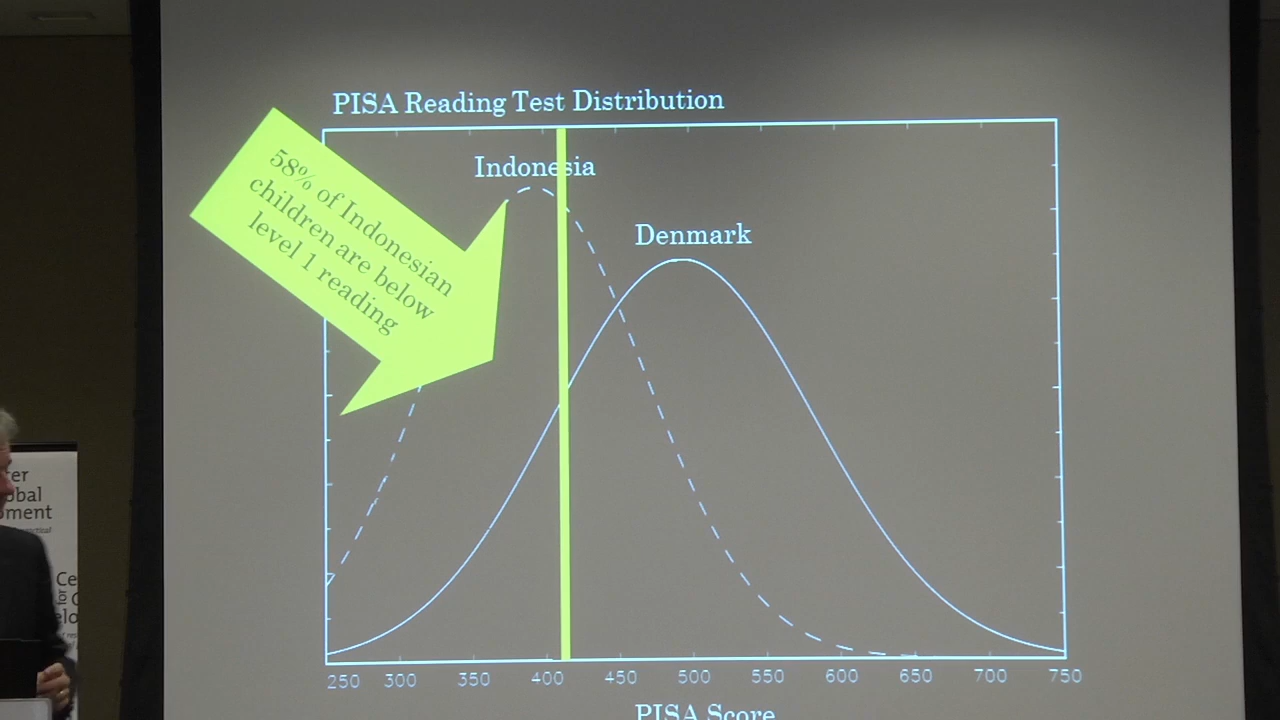 PISA Reading Test Distribution
58% of Indonesian
children are below
level 1 reading
Indonesia
Denmark
250 300 350 400 450 500 550 600 650 700 750
PISA Score